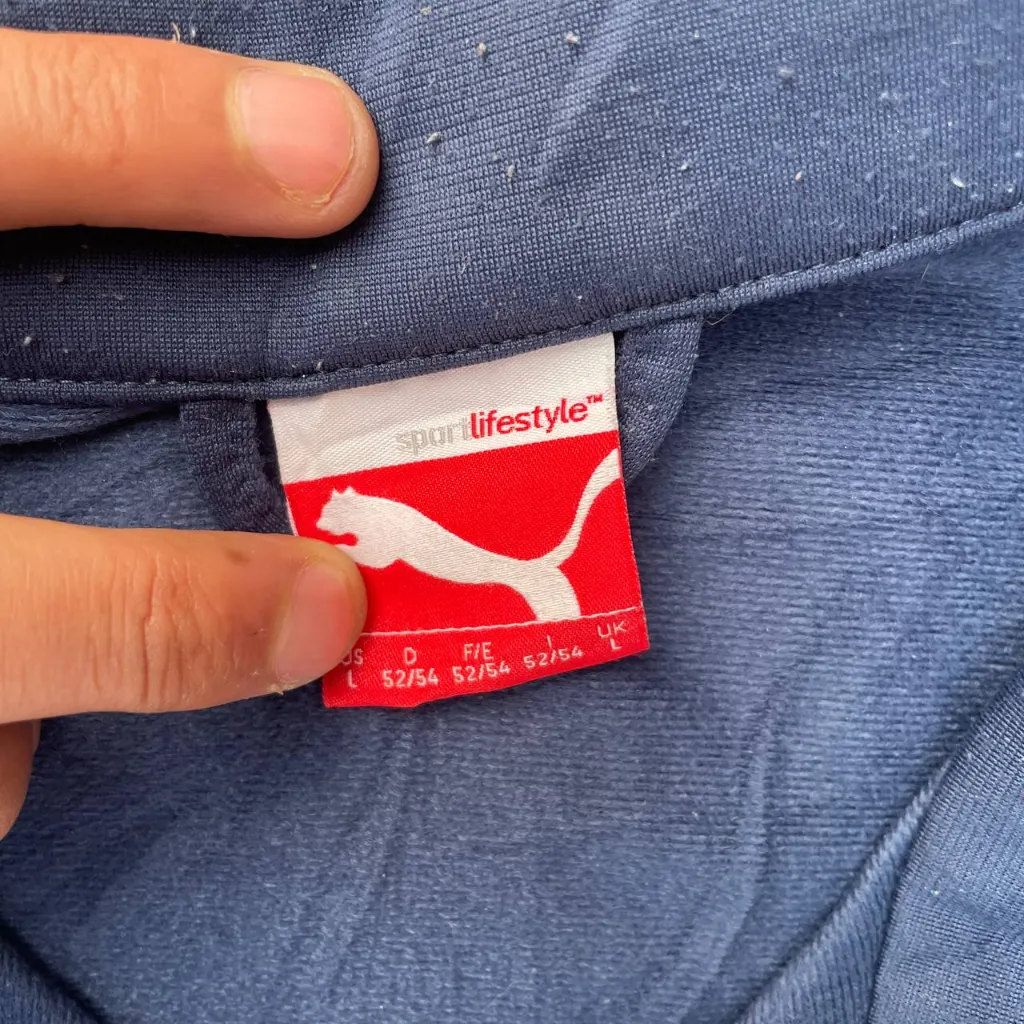 sportlifestyle™
US D F/E I UK
L 52/54 52/54 52/54 L